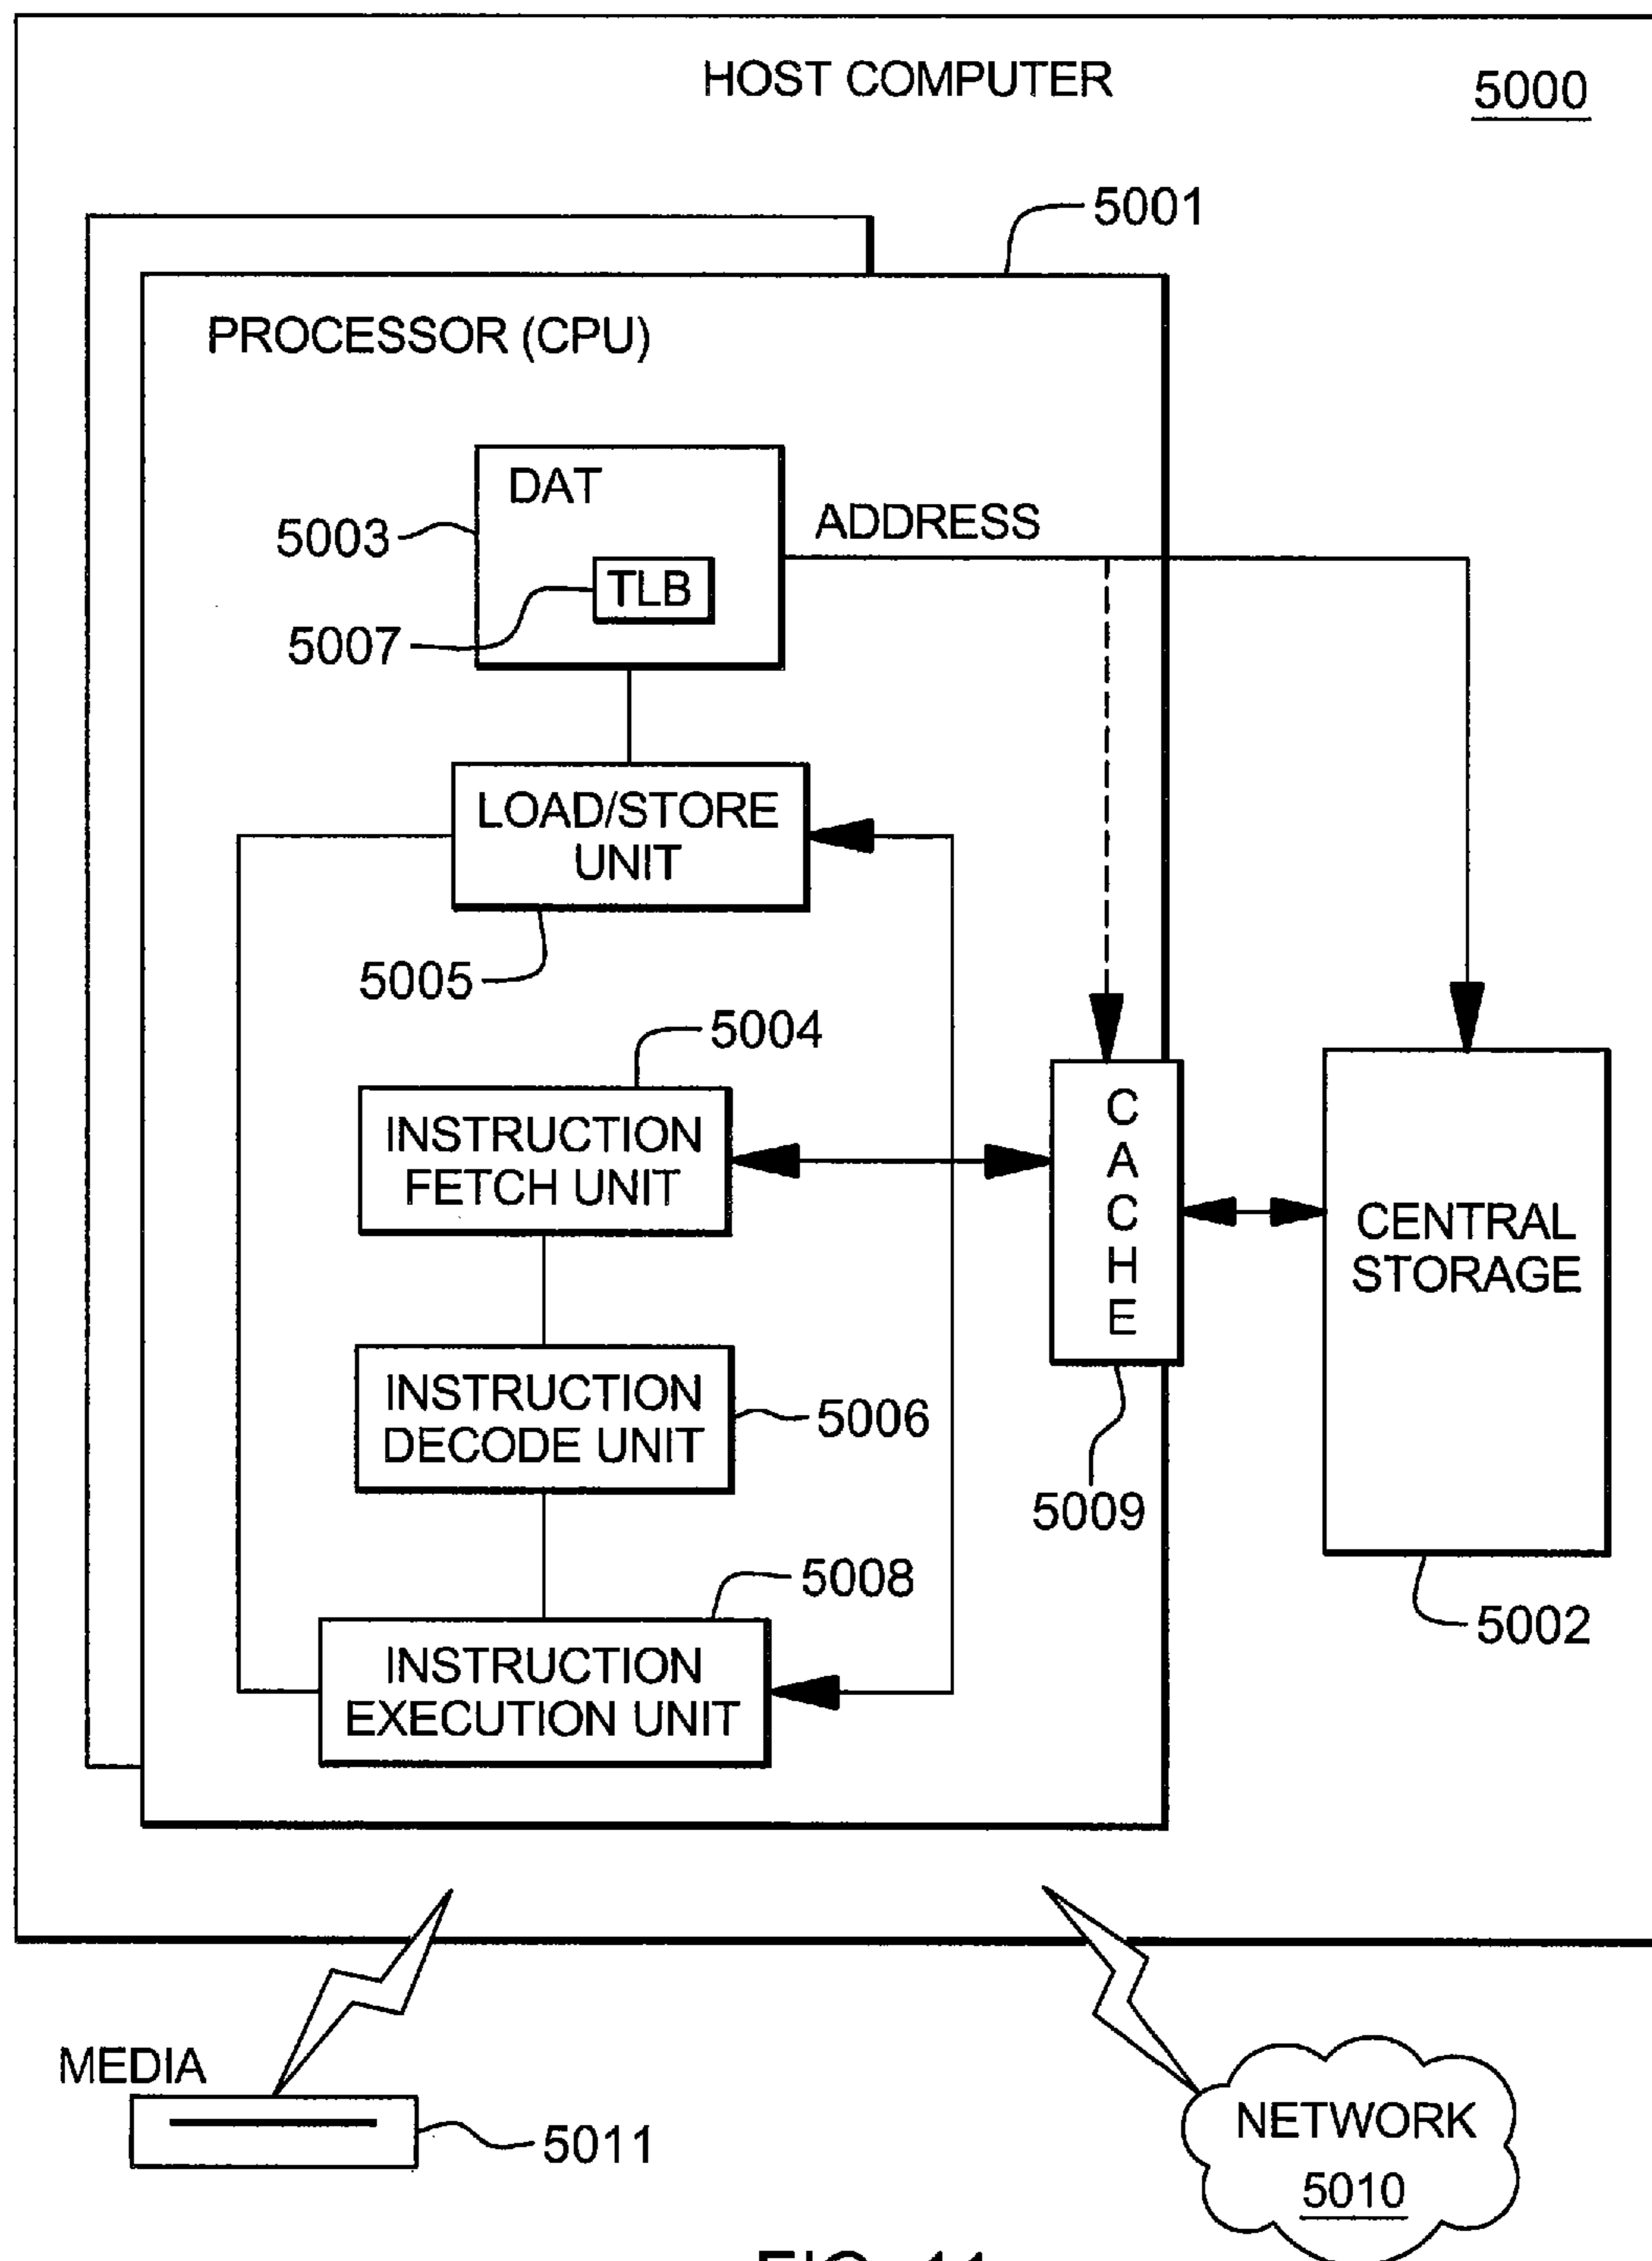 HOST COMPUTER
5000
5001
PROCESSOR (CPU)
DAT
ADDRESS
5003
TLB
5007
LOAD/STORE
UNIT
5005
5004
INSTRUCTION
FETCH UNIT
CACHE
CENTRAL
STORAGE
INSTRUCTION
DECODE UNIT
5006
5009
5008
5002
INSTRUCTION
EXECUTION UNIT
MEDIA
5011
NETWORK
5010